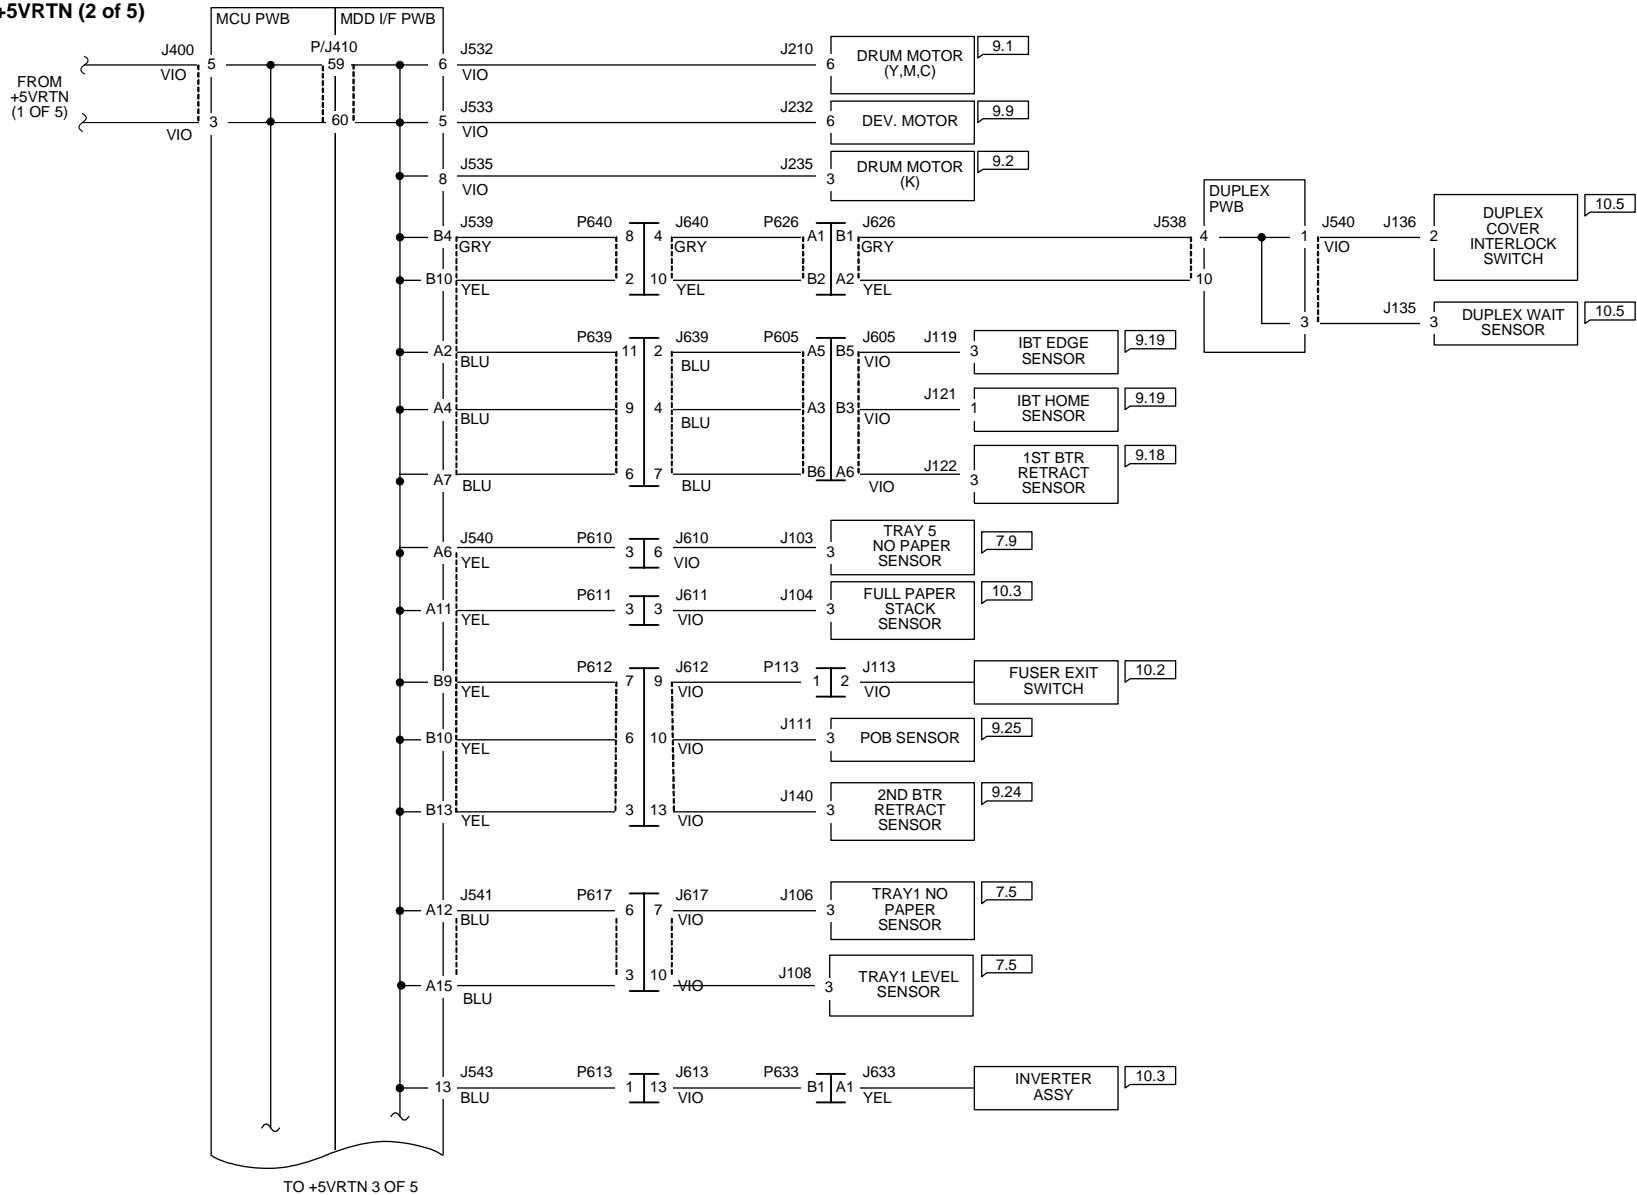 +5VRTN (2 of 5)
MCU PWB
MDD I/F PWB
P/J410
FROM
+5VRTN
(1 OF 5)
J400
VIO
5
59
6
J532
VIO
J210
6
DRUM MOTOR
(Y,M,C)
9.1
VIO
3
60
5
J533
VIO
J232
6
DEV. MOTOR
9.9
8
J535
VIO
J235
3
DRUM MOTOR
(K)
9.2
B4
J539
GRY
P640
8
4
J640
GRY
P626
A1
B1
J626
GRY
J538
4
DUPLEX
PWB
1
J540
VIO
J136
2
DUPLEX
COVER
INTERLOCK
SWITCH
10.5
B10
YEL
2
10
YEL
B2
A2
YEL
10
3
J135
3
DUPLEX WAIT
SENSOR
10.5
A2
BLU
P639
11
2
J639
BLU
P605
A5
B5
J605
VIO
J119
3
IBT EDGE
SENSOR
9.19
A4
BLU
9
4
BLU
A3
B3
VIO
J121
1
IBT HOME
SENSOR
9.19
A7
BLU
6
7
BLU
B6
A6
VIO
J122
3
1ST BTR
RETRACT
SENSOR
9.18
A6
J540
YEL
P610
3
6
J610
VIO
J103
3
TRAY 5
NO PAPER
SENSOR
7.9
A11
YEL
P611
3
3
J611
VIO
J104
3
FULL PAPER
STACK
SENSOR
10.3
B9
YEL
P612
7
9
J612
VIO
P113
1
2
J113
VIO
FUSER EXIT
SWITCH
10.2
B10
YEL
6
10
VIO
J111
3
POB SENSOR
9.25
B13
YEL
3
13
VIO
J140
3
2ND BTR
RETRACT
SENSOR
9.24
A12
J541
BLU
P617
6
7
J617
VIO
J106
3
TRAY1 NO
PAPER
SENSOR
7.5
A15
BLU
3
10
VIO
J108
3
TRAY1 LEVEL
SENSOR
7.5
13
J543
BLU
P613
1
13
J613
VIO
P633
B1
A1
J633
YEL
INVERTER
ASSY
10.3
TO +5VRTN 3 OF 5